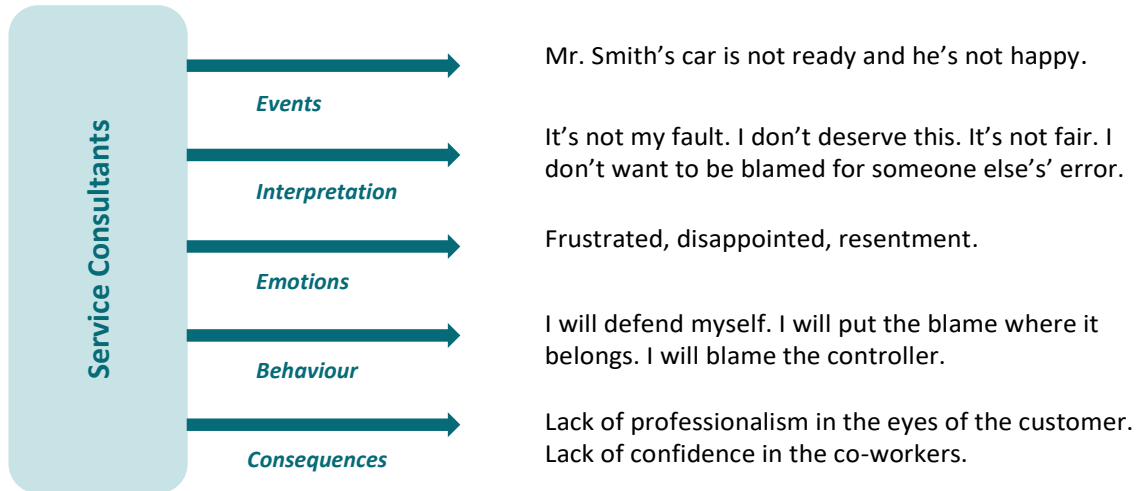 Service Consultants
Mr. Smith's car is not ready and he's not happy.
Events
It's not my fault. I don't deserve this. It's not fair. I
don't want to be blamed for someone else's' error.
Interpretation
Frustrated, disappointed, resentment.
Emotions
I will defend myself. I will put the blame where it
belongs. I will blame the controller.
Behaviour
Lack of professionalism in the eyes of the customer.
Lack of confidence in the co-workers.
Consequences